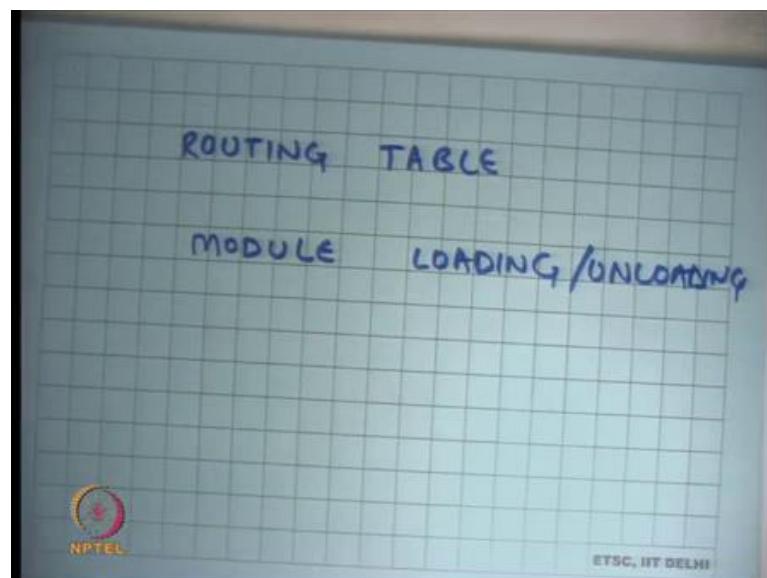 ROUTING TABLE
MODULE LOADING/UNLOADING
NPTEL
ETSC, IIT DELHI